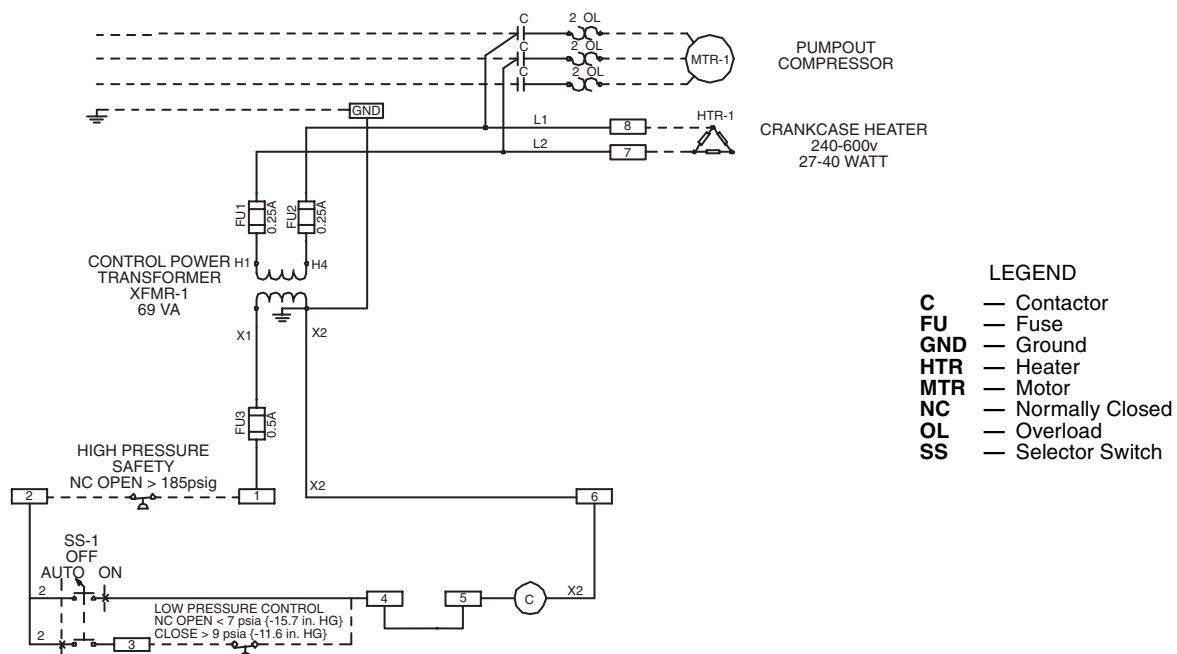 C
2 OL
C
2 OL
C
2 OL
MTR-1
PUMPOUT
COMPRESSOR
GND
L1
8
HTR-1
CRANKCASE HEATER
240-600v
27-40 WATT
L2
7
FU1
0.25A
FU2
0.25A
CONTROL POWER
TRANSFORMER
XFMR-1
69 VA
H1
H4
X1
X2
FU3
0.5A
HIGH PRESSURE
SAFETY
NC OPEN > 185psig
2
1
X2
6
SS-1
OFF
AUTO ON
2
4
5
C
X2
LOW PRESSURE CONTROL
NC OPEN < 7 psia {-15.7 in. HG}
CLOSE > 9 psia {-11.6 in. HG}
2
3
LEGEND
C — Contactor
FU — Fuse
GND — Ground
HTR — Heater
MTR — Motor
NC — Normally Closed
OL — Overload
SS — Selector Switch